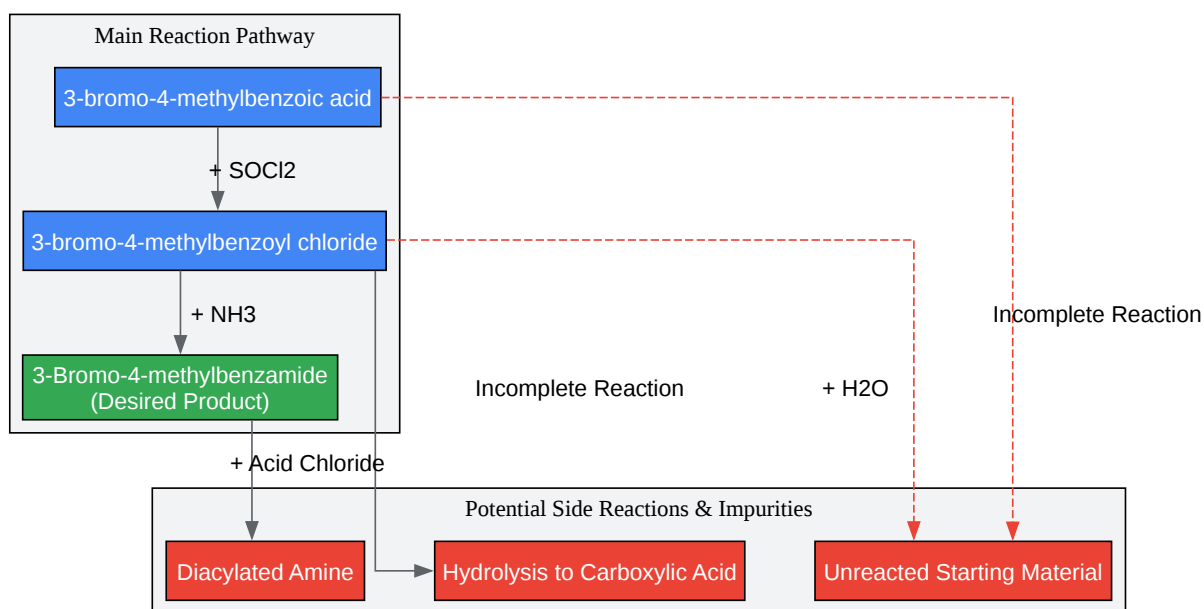 Main Reaction Pathway
3-bromo-4-methylbenzoic acid
+ SOCl2
3-bromo-4-methylbenzoyl chloride
+ NH3
Incomplete Reaction
3-Bromo-4-methylbenzamide
(Desired Product)
Incomplete Reaction
+ H2O
+ Acid Chloride
Potential Side Reactions & Impurities
Diacylated Amine
Hydrolysis to Carboxylic Acid
Unreacted Starting Material